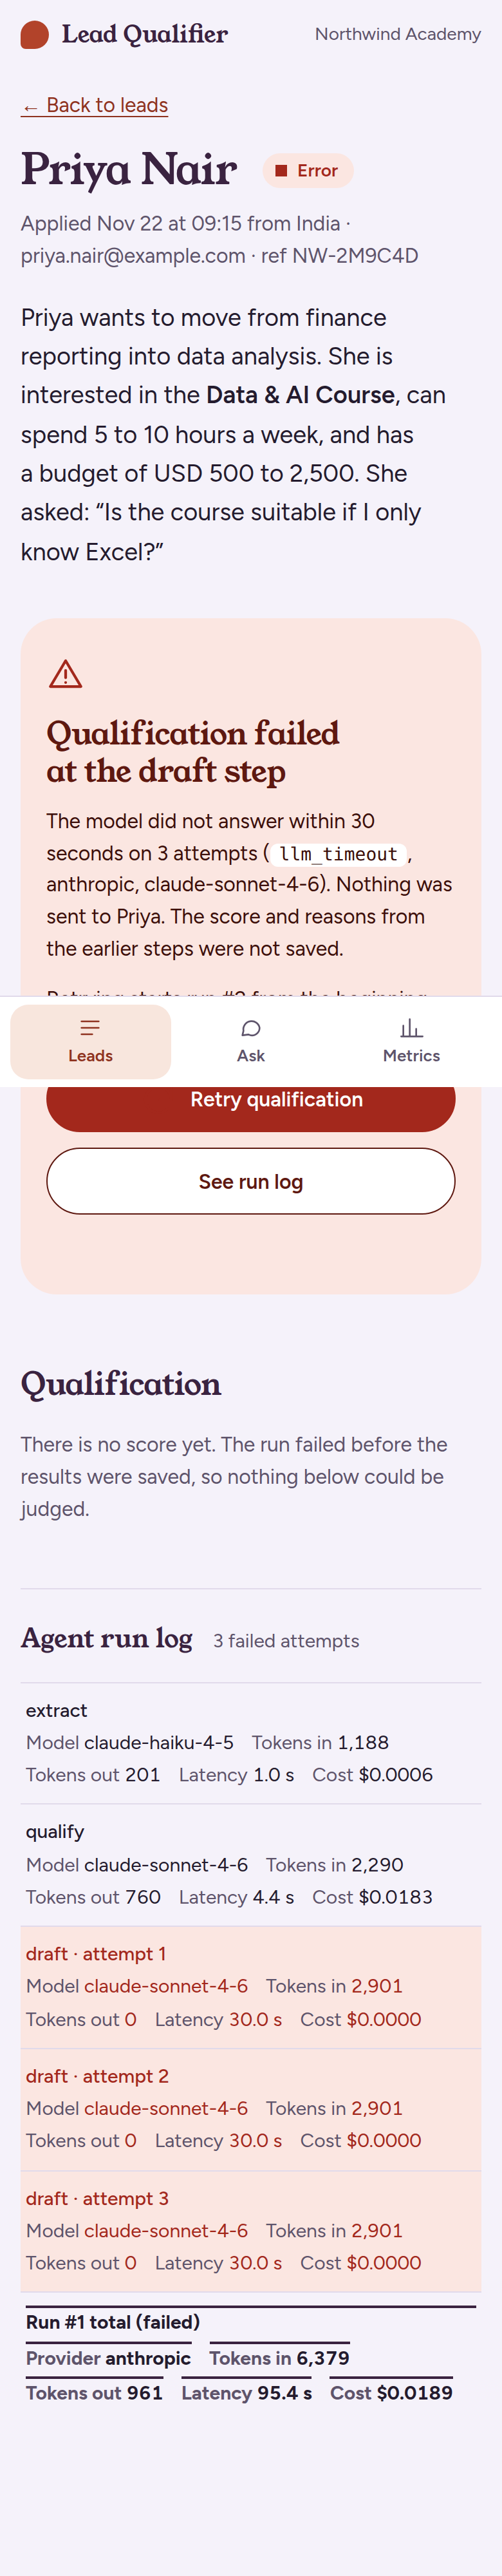 Lead Qualifier
Northwind Academy
← Back to leads
Priya Nair
Error
Applied Nov 22 at 09:15 from India ·
priya.nair@example.com · ref NW-2M9C4D
Priya wants to move from finance
reporting into data analysis. She is
interested in the Data & AI Course, can
spend 5 to 10 hours a week, and has
a budget of USD 500 to 2,500. She
asked: “Is the course suitable if I only
know Excel?”
Qualification failed
at the draft step
The model did not answer within 30
seconds on 3 attempts (llm_timeout,
anthropic, claude-sonnet-4-6). Nothing was
sent to Priya. The score and reasons from
the earlier steps were not saved.
Leads
Ask
Metrics
Retry qualification
See run log
Qualification
There is no score yet. The run failed before the
results were saved, so nothing below could be
judged.
Agent run log 3 failed attempts
extract
Model claude-haiku-4-5 Tokens in 1,188
Tokens out 201 Latency 1.0 s Cost $0.0006
qualify
Model claude-sonnet-4-6 Tokens in 2,290
Tokens out 760 Latency 4.4 s Cost $0.0183
draft · attempt 1
Model claude-sonnet-4-6 Tokens in 2,901
Tokens out 0 Latency 30.0 s Cost $0.0000
draft · attempt 2
Model claude-sonnet-4-6 Tokens in 2,901
Tokens out 0 Latency 30.0 s Cost $0.0000
draft · attempt 3
Model claude-sonnet-4-6 Tokens in 2,901
Tokens out 0 Latency 30.0 s Cost $0.0000
Run #1 total (failed)
Provider anthropic Tokens in 6,379
Tokens out 961 Latency 95.4 s Cost $0.0189